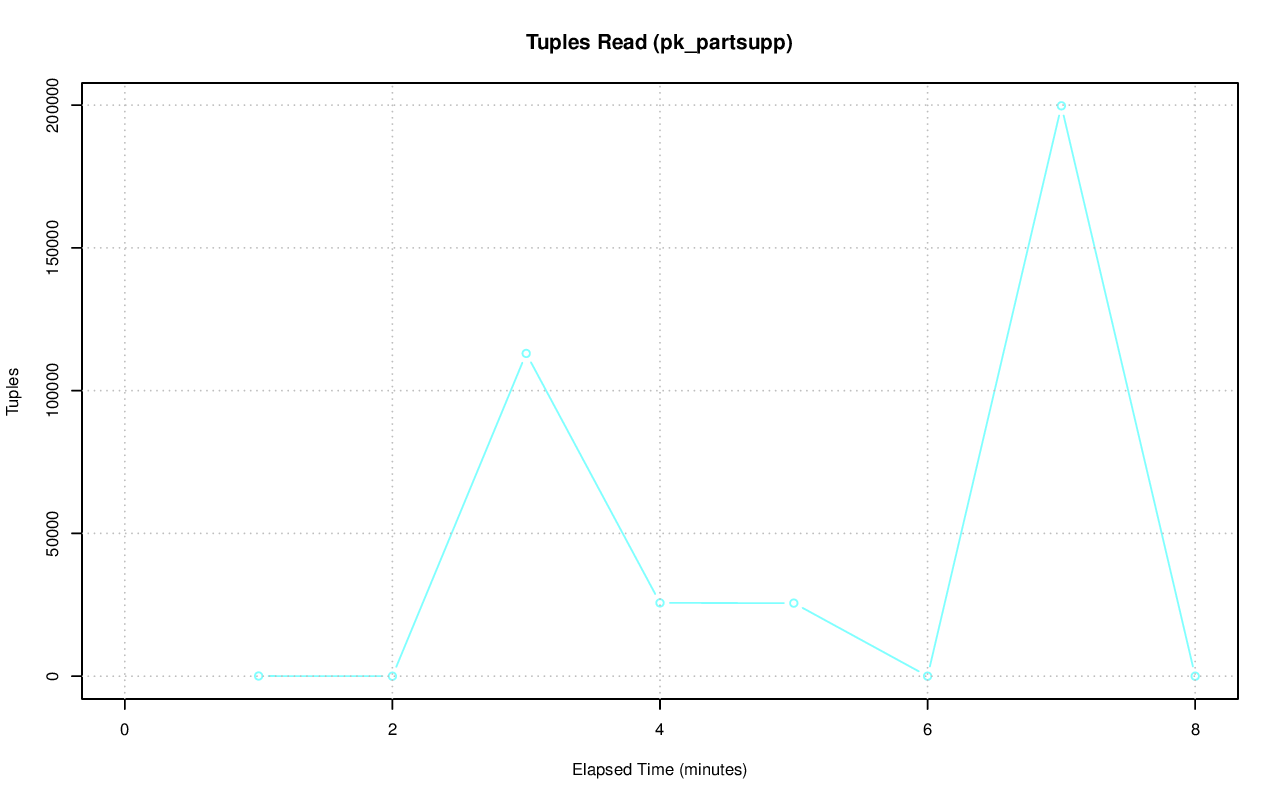 Tuples Read (pk_partsupp)
Tuples
200000
150000
100000
50000
0
0 2 4 6 8
Elapsed Time (minutes)